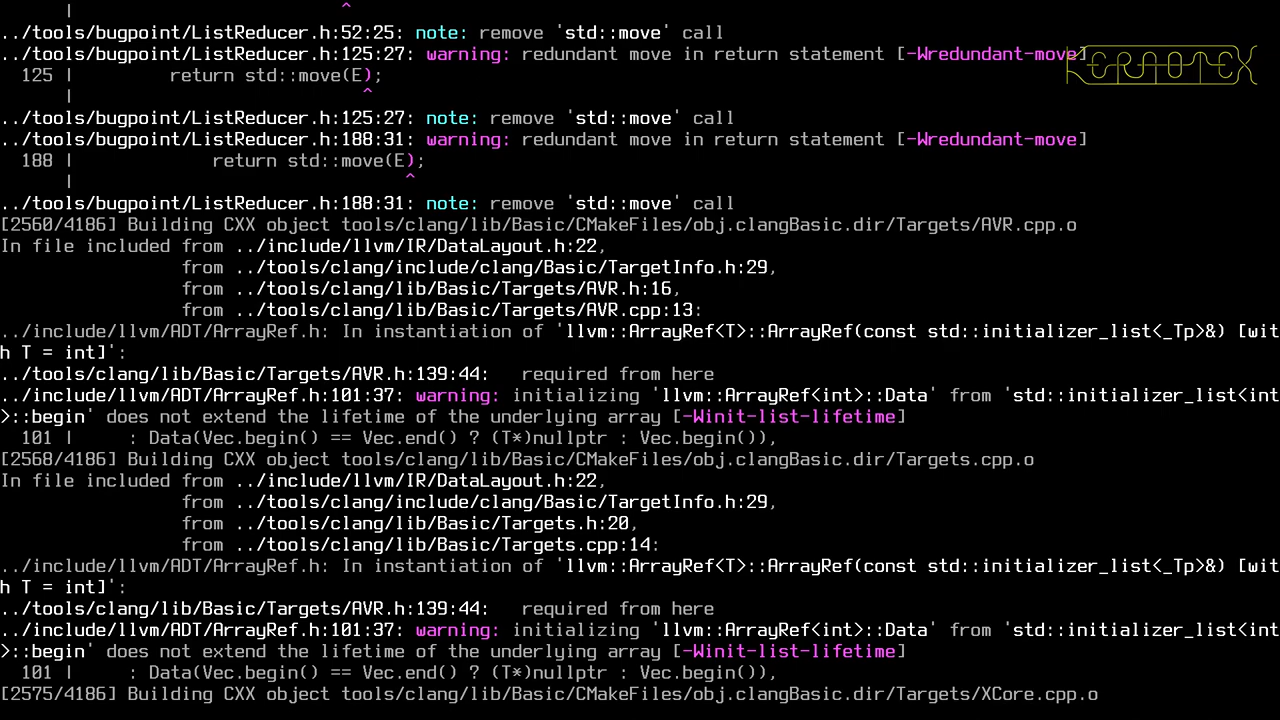 |                          ^
../tools/bugpoint/ListReducer.h:52:25: note: remove 'std::move' call
../tools/bugpoint/ListReducer.h:125:27: warning: redundant move in return statement [-Wredundant-move]
  125 |         return std::move(E);
      |                            ^
../tools/bugpoint/ListReducer.h:125:27: note: remove 'std::move' call
../tools/bugpoint/ListReducer.h:188:31: warning: redundant move in return statement [-Wredundant-move]
  188 |             return std::move(E);
      |                                ^
../tools/bugpoint/ListReducer.h:188:31: note: remove 'std::move' call
[2560/4186] Building CXX object tools/clang/lib/Basic/CMakeFiles/obj.clangBasic.dir/Targets/AVR.cpp.o
In file included from ../include/llvm/IR/DataLayout.h:22,
                 from ../tools/clang/include/clang/Basic/TargetInfo.h:29,
                 from ../tools/clang/lib/Basic/Targets/AVR.h:16,
                 from ../tools/clang/lib/Basic/Targets/AVR.cpp:13:
../include/llvm/ADT/ArrayRef.h: In instantiation of 'llvm::ArrayRef<T>::ArrayRef(const std::initializer_list<_Tp>&) [wit
h T = int]':
../tools/clang/lib/Basic/Targets/AVR.h:139:44:   required from here
../include/llvm/ADT/ArrayRef.h:101:37: warning: initializing 'llvm::ArrayRef<int>::Data' from 'std::initializer_list<int
>::begin' does not extend the lifetime of the underlying array [-Winit-list-lifetime]
  101 |     : Data(Vec.begin() == Vec.end() ? (T*)nullptr : Vec.begin()),
[2568/4186] Building CXX object tools/clang/lib/Basic/CMakeFiles/obj.clangBasic.dir/Targets.cpp.o
In file included from ../include/llvm/IR/DataLayout.h:22,
                 from ../tools/clang/include/clang/Basic/TargetInfo.h:29,
                 from ../tools/clang/lib/Basic/Targets.h:20,
                 from ../tools/clang/lib/Basic/Targets.cpp:14:
../include/llvm/ADT/ArrayRef.h: In instantiation of 'llvm::ArrayRef<T>::ArrayRef(const std::initializer_list<_Tp>&) [wit
h T = int]':
../tools/clang/lib/Basic/Targets/AVR.h:139:44:   required from here
../include/llvm/ADT/ArrayRef.h:101:37: warning: initializing 'llvm::ArrayRef<int>::Data' from 'std::initializer_list<int
>::begin' does not extend the lifetime of the underlying array [-Winit-list-lifetime]
  101 |     : Data(Vec.begin() == Vec.end() ? (T*)nullptr : Vec.begin()),
[2575/4186] Building CXX object tools/clang/lib/Basic/CMakeFiles/obj.clangBasic.dir/Targets/XCore.cpp.o